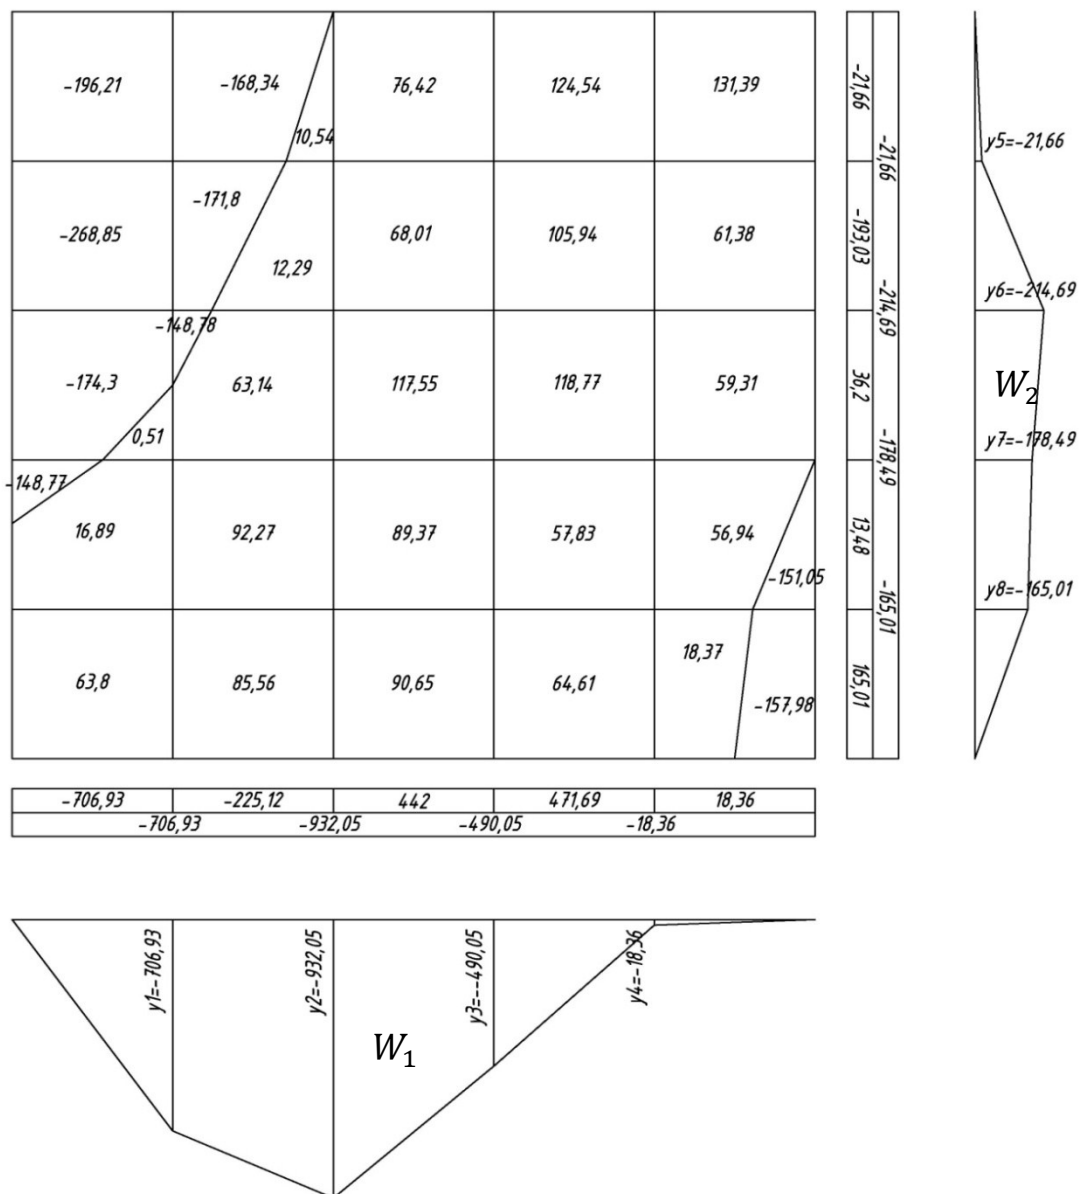 -196,21 -168,34 76,42 124,54 131,39
10,54
-171,8
-268,85 68,01 105,94 61,38
12,29
-148,78
-174,3 63,14 117,55 118,77 59,31
0,51
-148,77
16,89 92,27 89,37 57,83 56,94
-151,05
18,37
63,8 85,56 90,65 64,61
-157,98
-21,66
-193,03
36,2
13,48
165,01
-21,66
-214,69
-178,49
-165,01
y5=-21,66
y6=-214,69
W2
y7=-178,49
y8=-165,01
-706,93 -225,12 442 471,69 18,36
-706,93 -932,05 -490,05 -18,36
y1=-706,93
y2=-932,05
y3=--490,05
y4=-18,36
W1